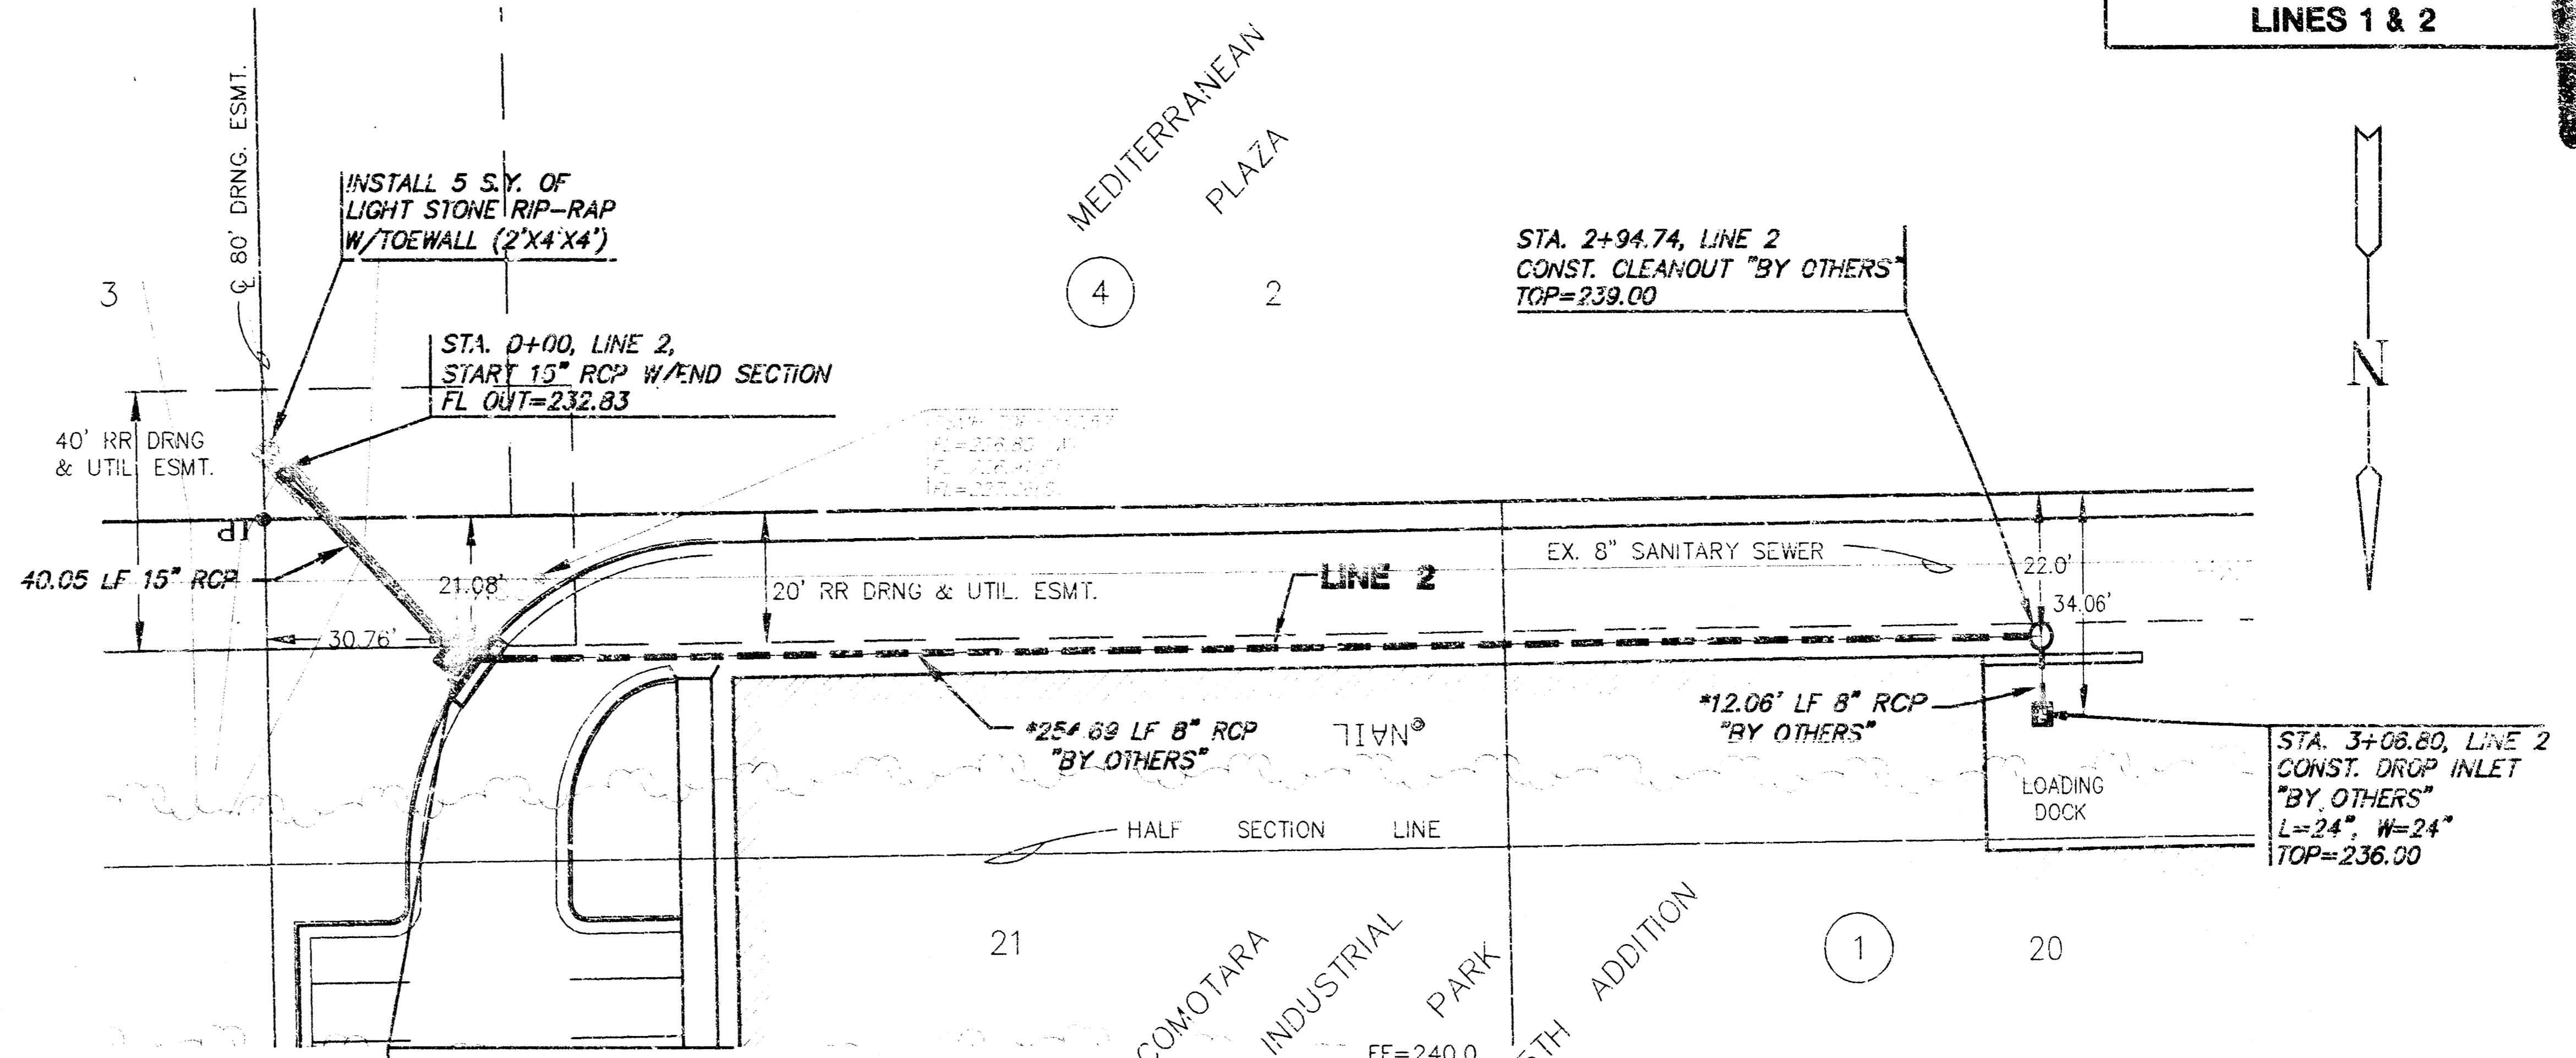 LINES 1 & 2
MEDITERRANEAN
PLAZA
℄ 80' DRNG. ESMT.
INSTALL 5 S.Y. OF
LIGHT STONE RIP-RAP
W/TOEWALL (2'X4'X4')
3
4
2
STA. 2+94.74, LINE 2
CONST. CLEANOUT "BY OTHERS"
TOP=239.00
N
STA. 0+00, LINE 2,
START 15" RCP W/END SECTION
FL OUT=232.83
40' RR DRNG
& UTIL ESMT.
IP
40.05 LF 15" RCP
21.08'
30.76'
20' RR DRNG & UTIL. ESMT.
LINE 2
EX. 8" SANITARY SEWER
22.0'
34.06'
LF 8" RCP
"BY OTHERS"
NAIL
*12.06' LF 8" RCP
"BY OTHERS"
STA. 3+06.80, LINE 2
CONST. DROP INLET
"BY OTHERS"
L=24", W=24"
TOP=236.00
LOADING
DOCK
HALF SECTION LINE
21
COMOTARA
INDUSTRIAL
PARK
ADDITION
1
20
FF=240.0